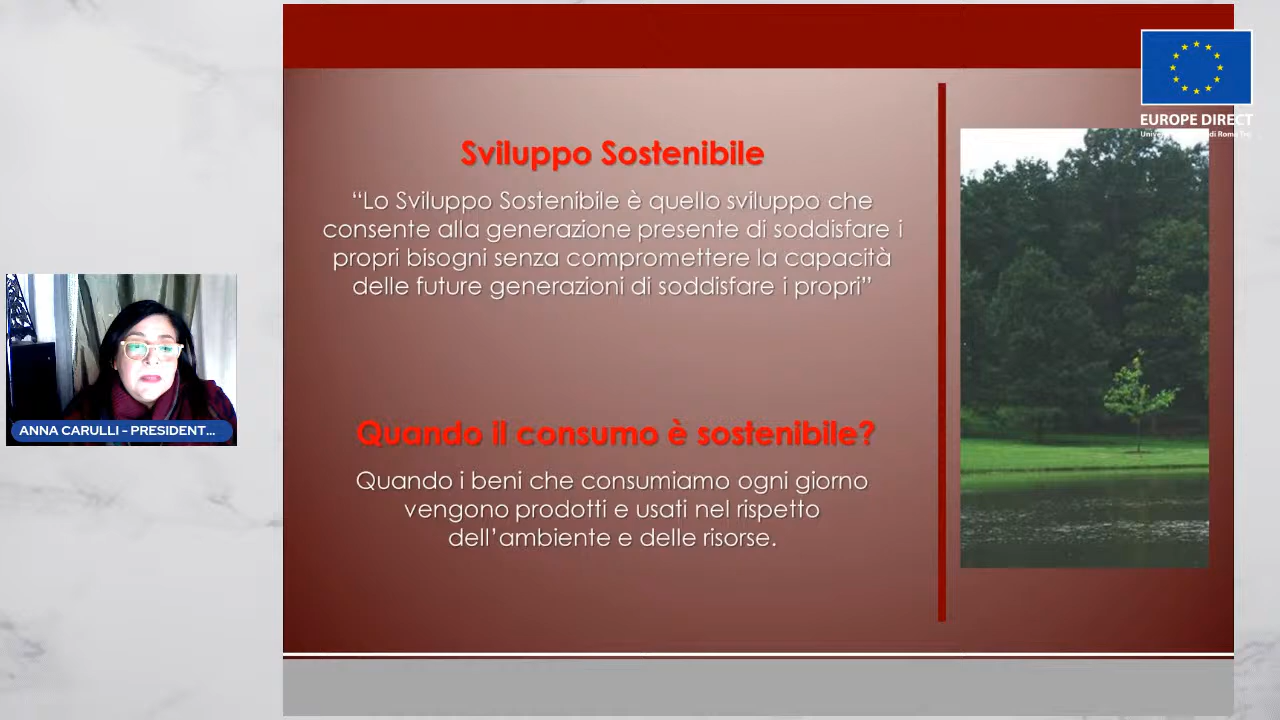 EUROPE DIRECT
Sviluppo Sostenibile
“Lo Sviluppo Sostenibile è quello sviluppo che
consente alla generazione presente di soddisfare i
propri bisogni senza compromettere la capacità
delle future generazioni di soddisfare i propri”
ANNA CARULLI - PRESIDENT...
Quando il consumo è sostenibile?
Quando i beni che consumiamo ogni giorno
vengono prodotti e usati nel rispetto
dell’ambiente e delle risorse.